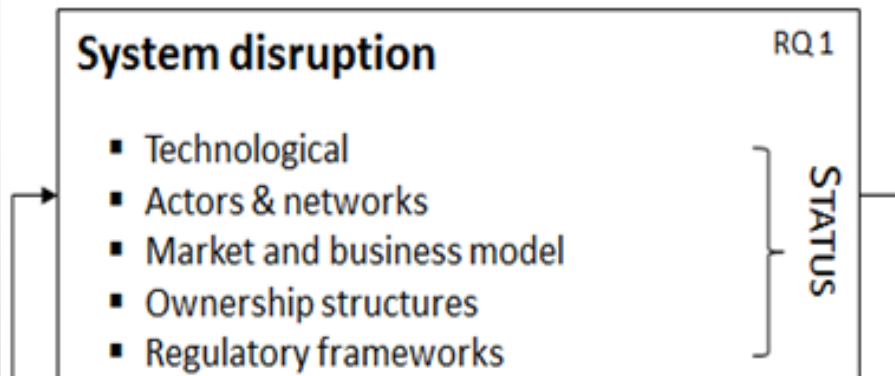 System disruption
RQ 1
▪ Technological
▪ Actors & networks
▪ Market and business model
▪ Ownership structures
▪ Regulatory frameworks
STATUS